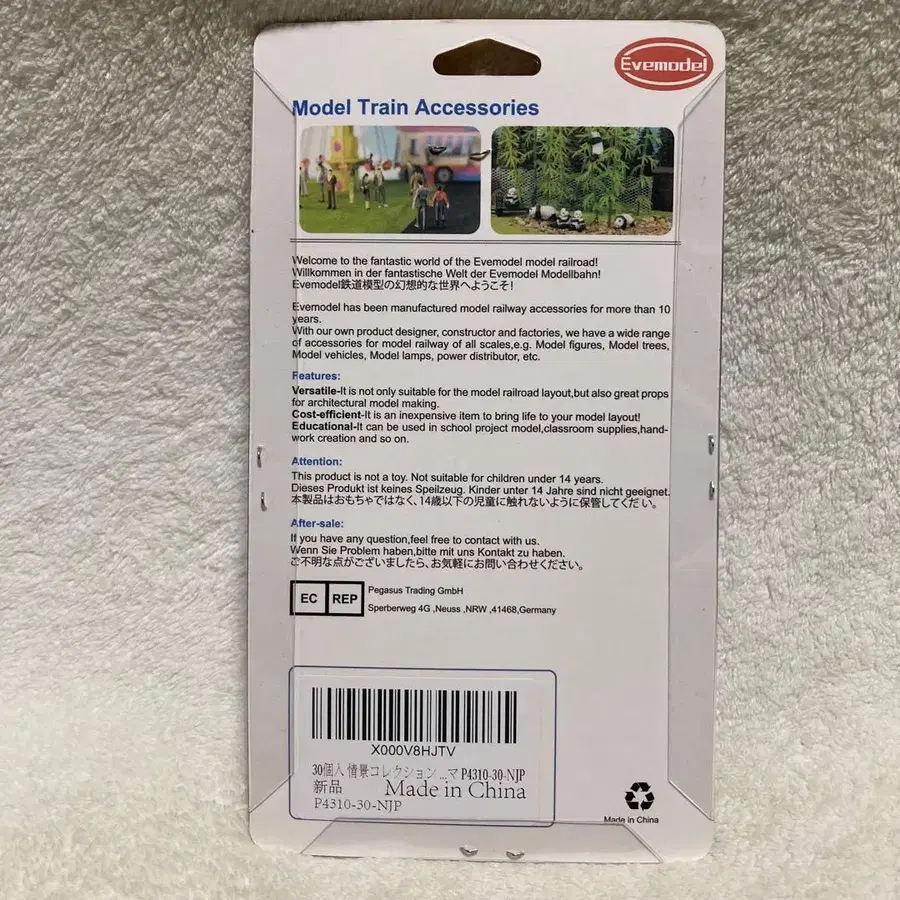 Evemodel
Model Train Accessories
Welcome to the fantastic world of the Evemodel model railroad!
Willkommen in der fantastische Welt der Evemodel Modellbahn!
Evemodel鉄道模型の幻想的な世界へようこそ!
Evemodel has been manufactured model railway accessories for more than 10
years.
With our own product designer, constructor and factories, we have a wide range
of accessories for model railway of all scales,e.g. Model figures, Model trees,
Model vehicles, Model lamps, power distributor, etc.
Features:
Versatile-It is not only suitable for the model railroad layout,but also great props
for architectural model making.
Cost-efficient-It is an inexpensive item to bring life to your model layout!
Educational-It can be used in school project model,classroom supplies,hand-
work creation and so on.
Attention:
This product is not a toy. Not suitable for children under 14 years.
Dieses Produkt ist keines Speilzeug. Kinder unter 14 Jahre sind nicht geeignet.
本製品はおもちゃではなく、14歳以下の児童に触れないように保管してくだい。
After-sale:
If you have any question,feel free to contact with us.
Wenn Sie Problem haben,bitte mit uns Kontakt zu haben.
ご不明な点がございましたら、お気軽にお問い合わせください。
EC REP
Pegasus Trading GmbH
Sperberweg 4G ,Neuss ,NRW ,41468,Germany
X000V8HJTV
30個入 情景コレクション ...マ P4310-30-NJP
新品
Made in China
P4310-30-NJP
Made in China